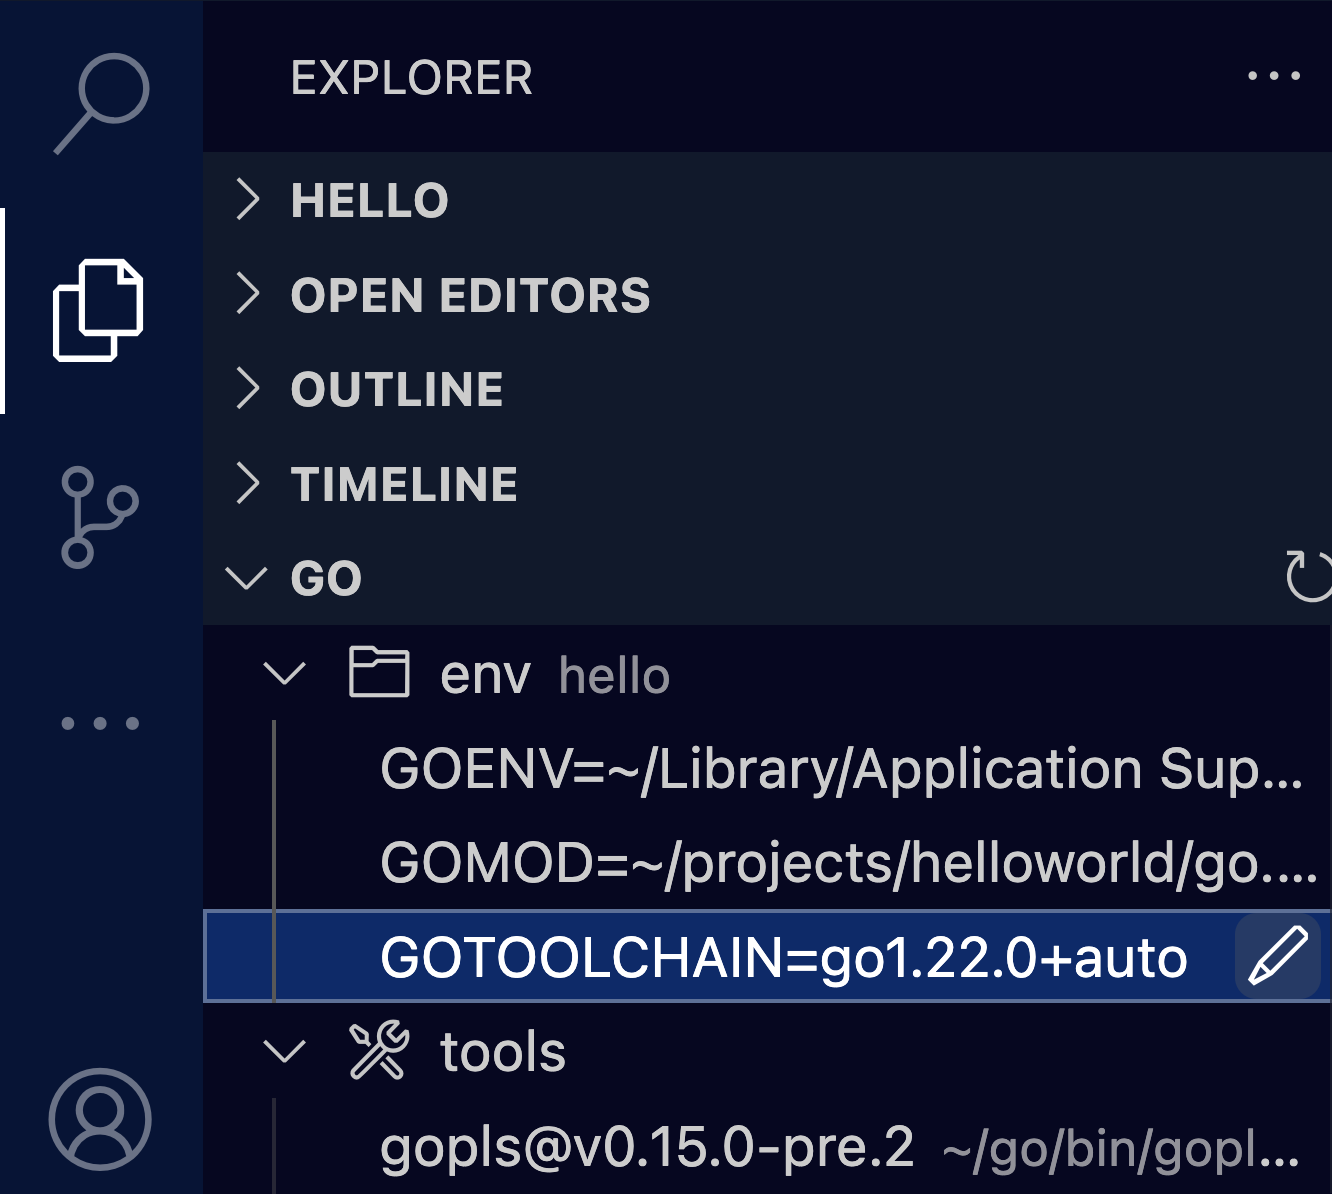 EXPLORER
HELLO
OPEN EDITORS
OUTLINE
TIMELINE
GO
env hello
GOENV=~/Library/Application Sup...
GOMOD=~/projects/helloworld/go....
GOTOOLCHAIN=go1.22.0+auto
tools
gopls@v0.15.0-pre.2 ~/go/bin/gopl...